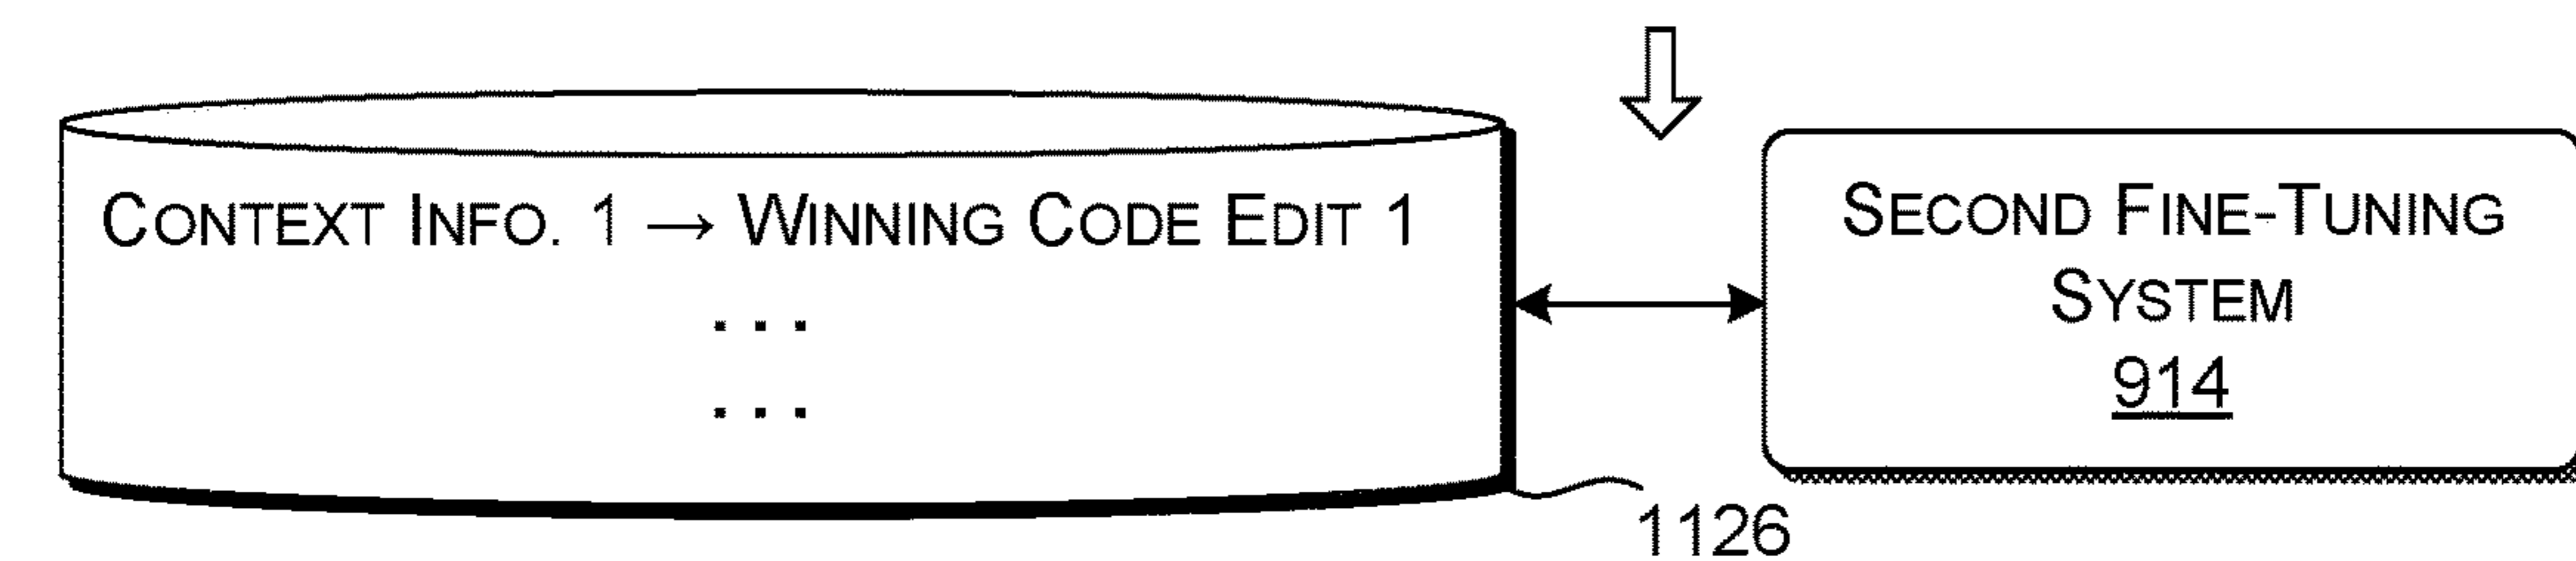 CONTEXT INFO. 1 → WINNING CODE EDIT 1
...
...
SECOND FINE-TUNING
SYSTEM
914
1126